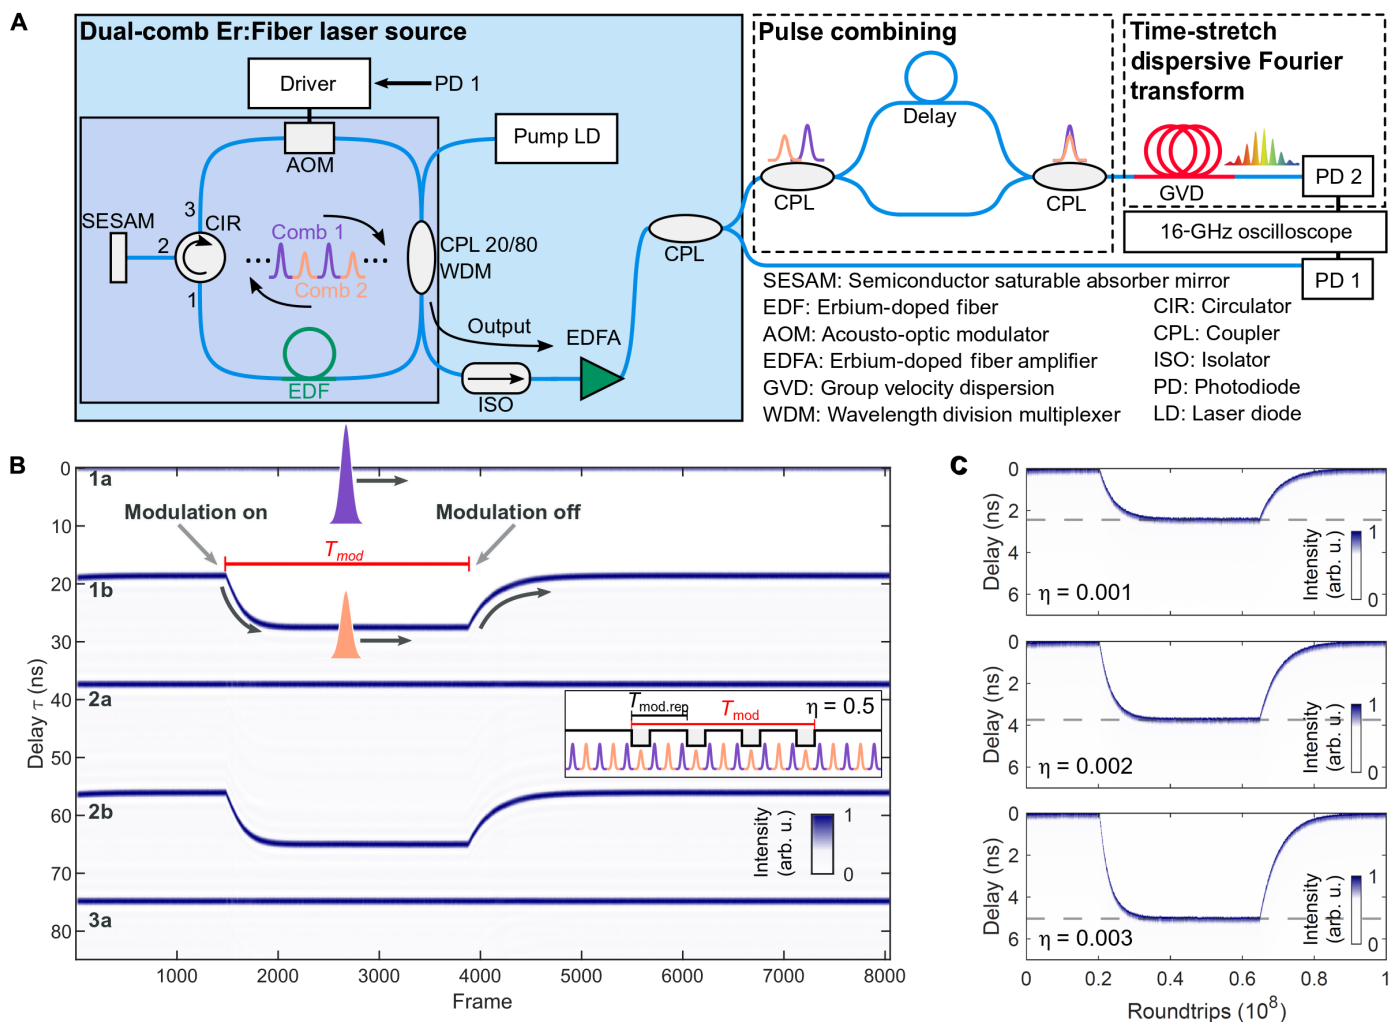 A
Dual-comb Er:Fiber laser source
Driver
PD 1
AOM
Pump LD
SESAM
3
CIR
2
1
Comb 1
Comb 2
CPL 20/80
WDM
Output
EDF
ISO
EDFA
CPL
Pulse combining
Delay
CPL
CPL
Time-stretch
dispersive Fourier
transform
GVD
PD 2
16-GHz oscilloscope
PD 1
SESAM: Semiconductor saturable absorber mirror
EDF: Erbium-doped fiber
AOM: Acousto-optic modulator
EDFA: Erbium-doped fiber amplifier
GVD: Group velocity dispersion
WDM: Wavelength division multiplexer
CIR: Circulator
CPL: Coupler
ISO: Isolator
PD: Photodiode
LD: Laser diode
B
Delay τ (ns)
0
10
20
30
40
50
60
70
80
1a
Modulation on
Modulation off
T_mod
1b
2a
2b
3a
T_mod.rep
T_mod
η = 0.5
Intensity
(arb. u.)
1
0
1000
2000
3000
4000
5000
6000
7000
8000
Frame
C
Delay (ns)
0
2
4
6
η = 0.001
Intensity
(arb. u.)
1
0
Delay (ns)
0
2
4
6
η = 0.002
Intensity
(arb. u.)
1
0
Delay (ns)
0
2
4
6
η = 0.003
Intensity
(arb. u.)
1
0
0
0.2
0.4
0.6
0.8
1
Roundtrips (10⁸)